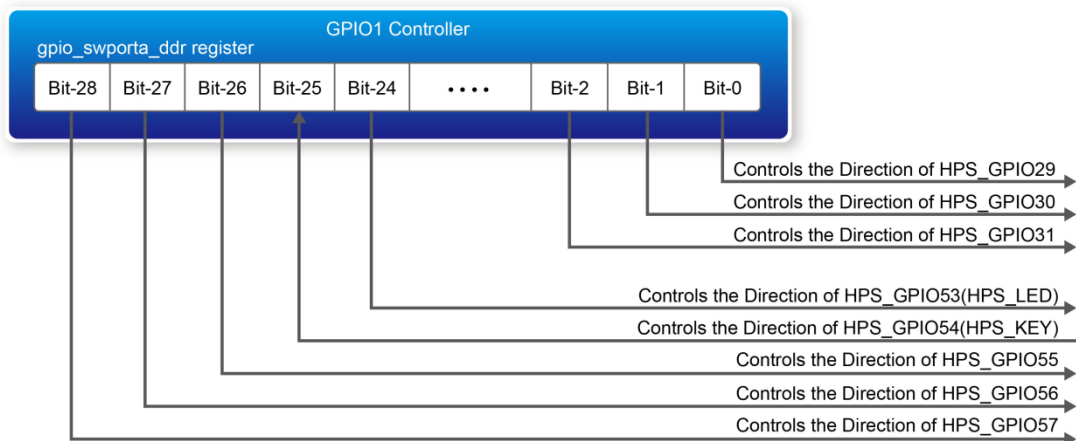 GPIO1 Controller
gpio_swporta_ddr register
Bit-28 Bit-27 Bit-26 Bit-25 Bit-24 •••• Bit-2 Bit-1 Bit-0
Controls the Direction of HPS_GPIO29
Controls the Direction of HPS_GPIO30
Controls the Direction of HPS_GPIO31
Controls the Direction of HPS_GPIO53(HPS_LED)
Controls the Direction of HPS_GPIO54(HPS_KEY)
Controls the Direction of HPS_GPIO55
Controls the Direction of HPS_GPIO56
Controls the Direction of HPS_GPIO57